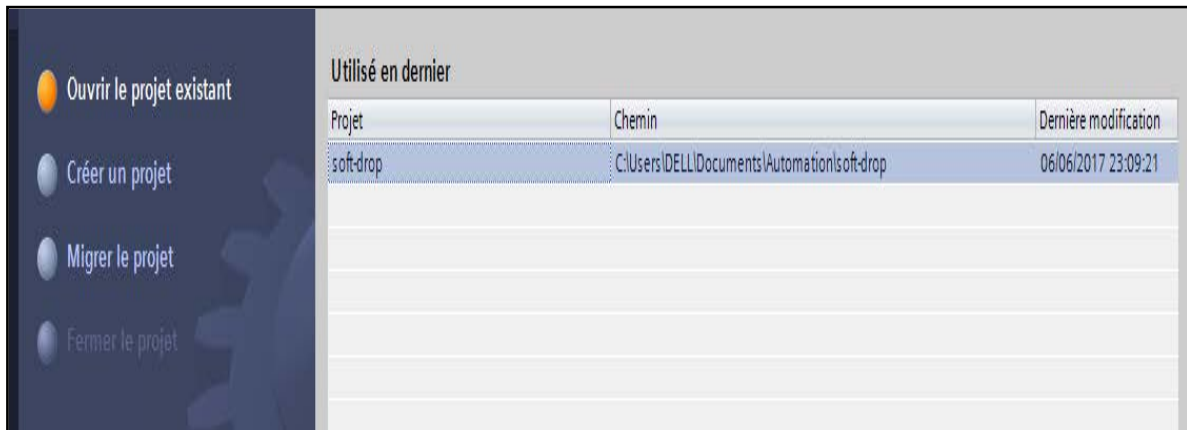 Ouvrir le projet existant
Créer un projet
Migrer le projet
Fermer le projet
Utilisé en dernier
Projet Chemin Dernière modification
soft-drop C:\Users\DELL\Documents\Automation\soft-drop 06/06/2017 23:09:21